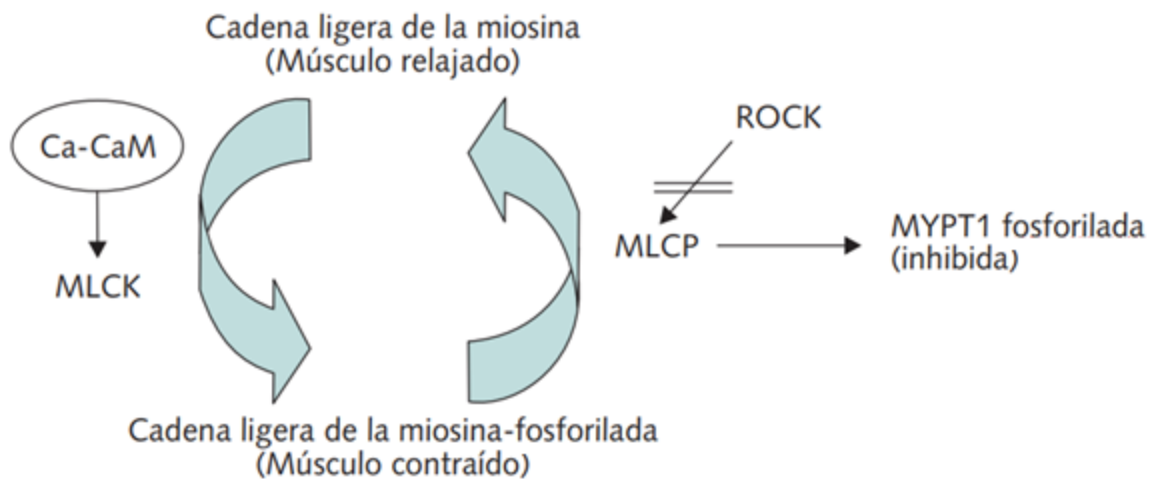 Cadena ligera de la miosina
(Músculo relajado)
Ca-CaM
MLCK
ROCK
MLCP
MYPT1 fosforilada
(inhibida)
Cadena ligera de la miosina-fosforilada
(Músculo contraído)